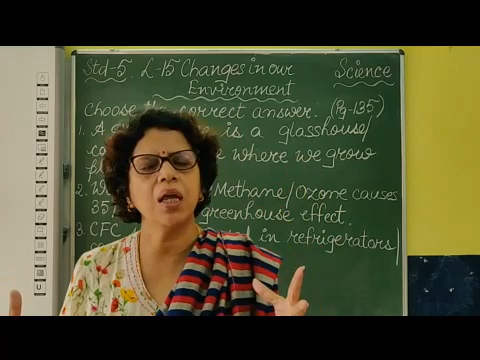 Std-5. L-15 Changes in our Science
Environment
Choose the correct answer. (Pg-135)
1. A is a glasshouse/
where we grow
2. Methane/Ozone causes
35 greenhouse effect.
3. CFC in refrigerators/
U